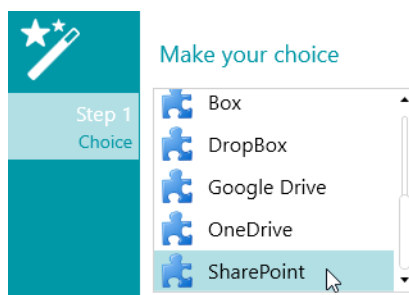 Make your choice
Step 1
Choice
Box
DropBox
Google Drive
OneDrive
SharePoint